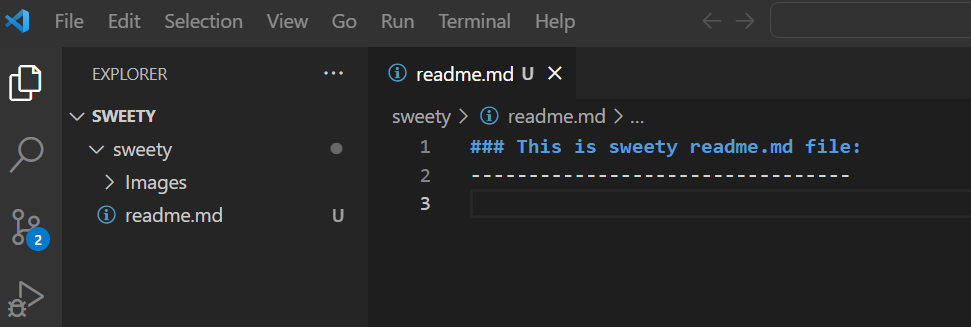 File Edit Selection View Go Run Terminal Help
EXPLORER ...
readme.md U
SWEETY
sweety > readme.md > ...
sweety
Images
readme.md U
1 ### This is sweety readme.md file:
2 ---------------------------------
3
2